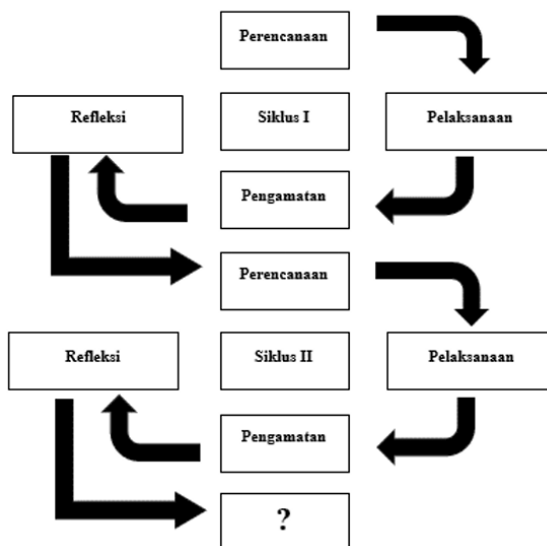 Perencanaan
Refleksi
Siklus I
Pelaksanaan
Pengamatan
Perencanaan
Refleksi
Siklus II
Pelaksanaan
Pengamatan
?